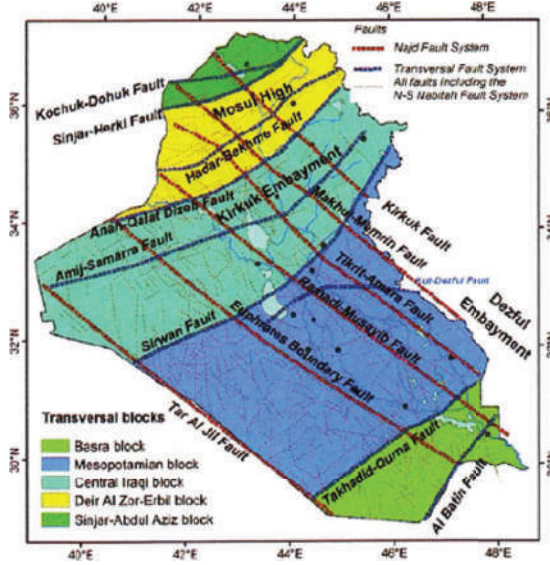 Faults
Najd Fault System
Transversal Fault System
All faults including the
N-S Nabitah Fault System
36°N
34°N
32°N
30°N
Kochuk-Dohuk Fault
Sinjar-Herki Fault
Mosul High
Hadar-Bekhme Fault
Anah-Qalat Dizeh Fault
Kirkuk Embayment
Amij-Samarra Fault
Makhul-Hemrin Fault
Kirkuk Fault
Tikrit-Amara Fault
Kut-Dezful Fault
Dezful
Embayment
Ramadi-Musayib Fault
Euphrates Boundary Fault
Sirwan Fault
Tar Al Jil Fault
Takhadid-Qurna Fault
Al Batin Fault
32°N
30°N
Transversal blocks
Basra block
Mesopotamian block
Central Iraqi block
Deir Al Zor-Erbil block
Sinjar-Abdul Aziz block
40°E
42°E
44°E
46°E
48°E